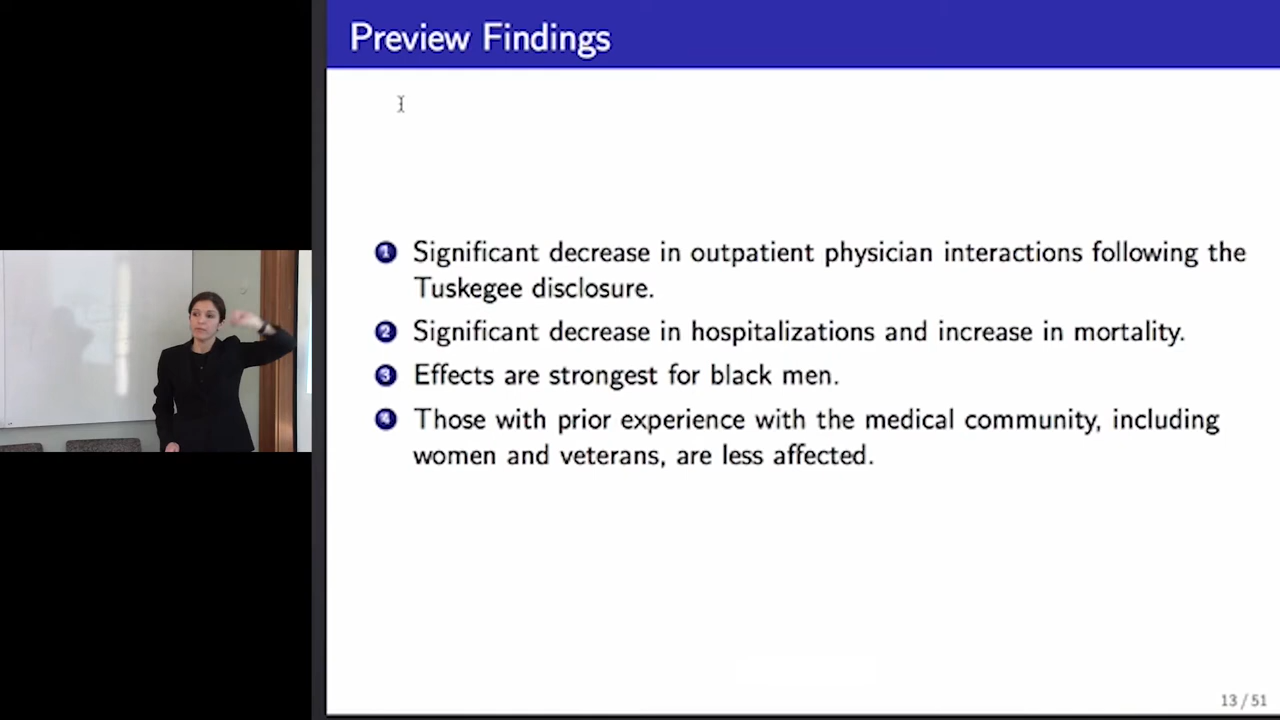 Preview Findings
1 Significant decrease in outpatient physician interactions following the
Tuskegee disclosure.
2 Significant decrease in hospitalizations and increase in mortality.
3 Effects are strongest for black men.
4 Those with prior experience with the medical community, including
women and veterans, are less affected.
13 / 51